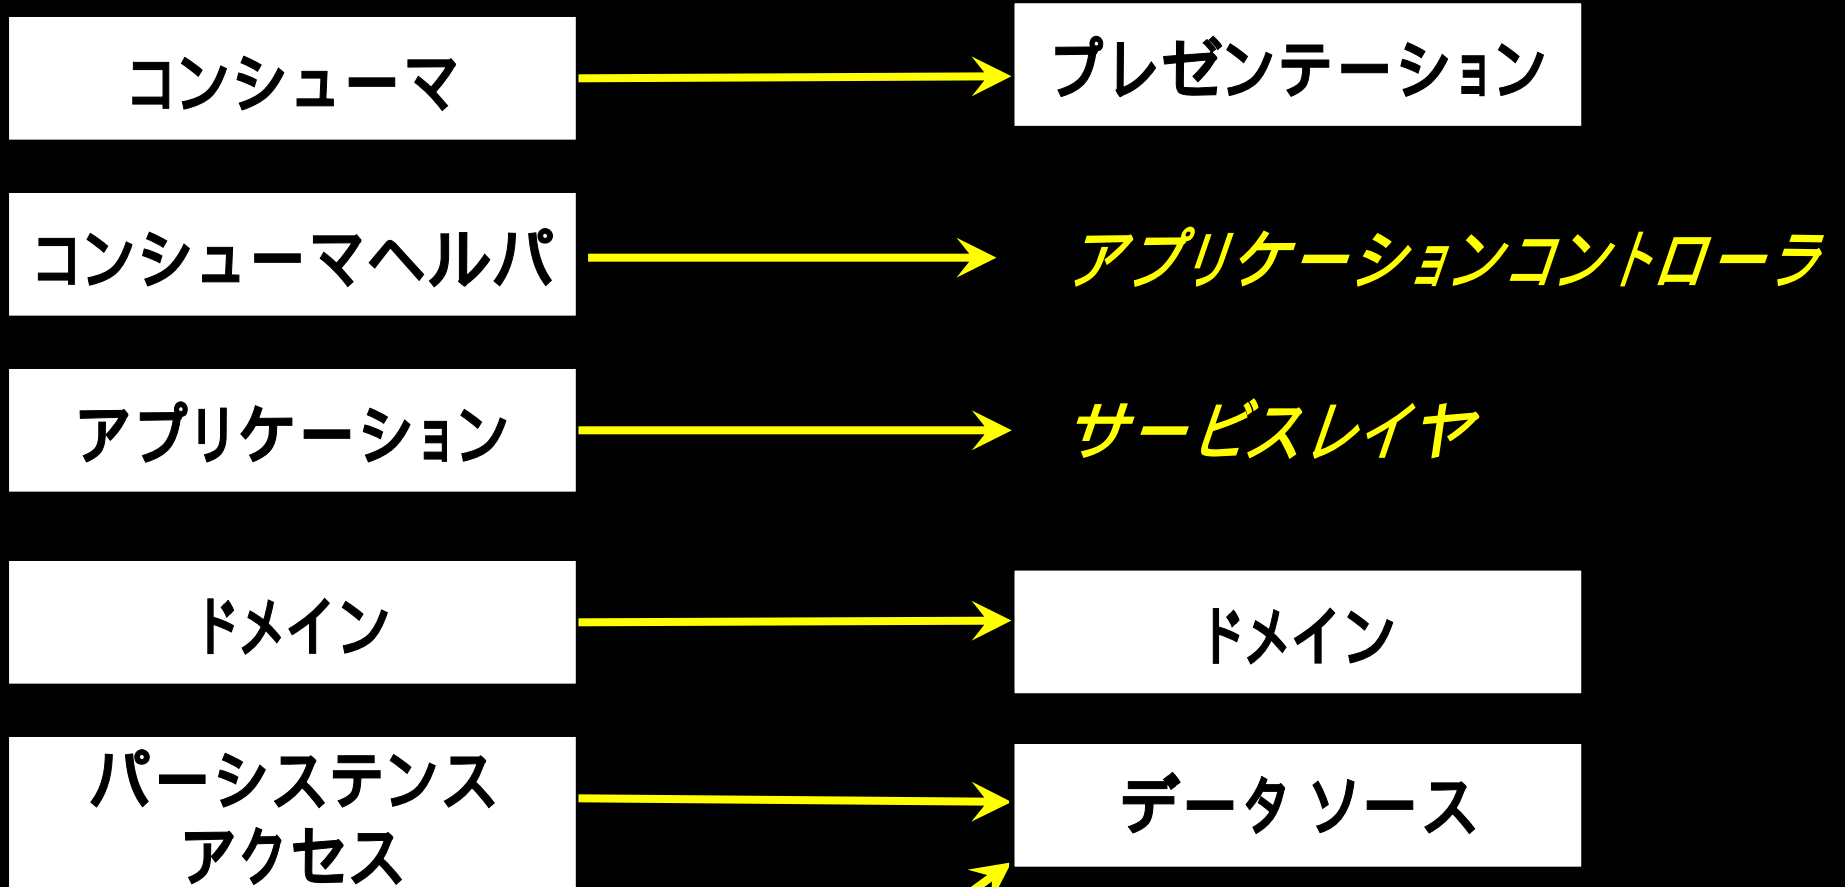 コンシューマ
プレゼンテーション
コンシューマヘルパ
アプリケーションコントローラ
アプリケーション
サービスレイヤ
ドメイン
ドメイン
パーシステンス
アクセス
データ ソース